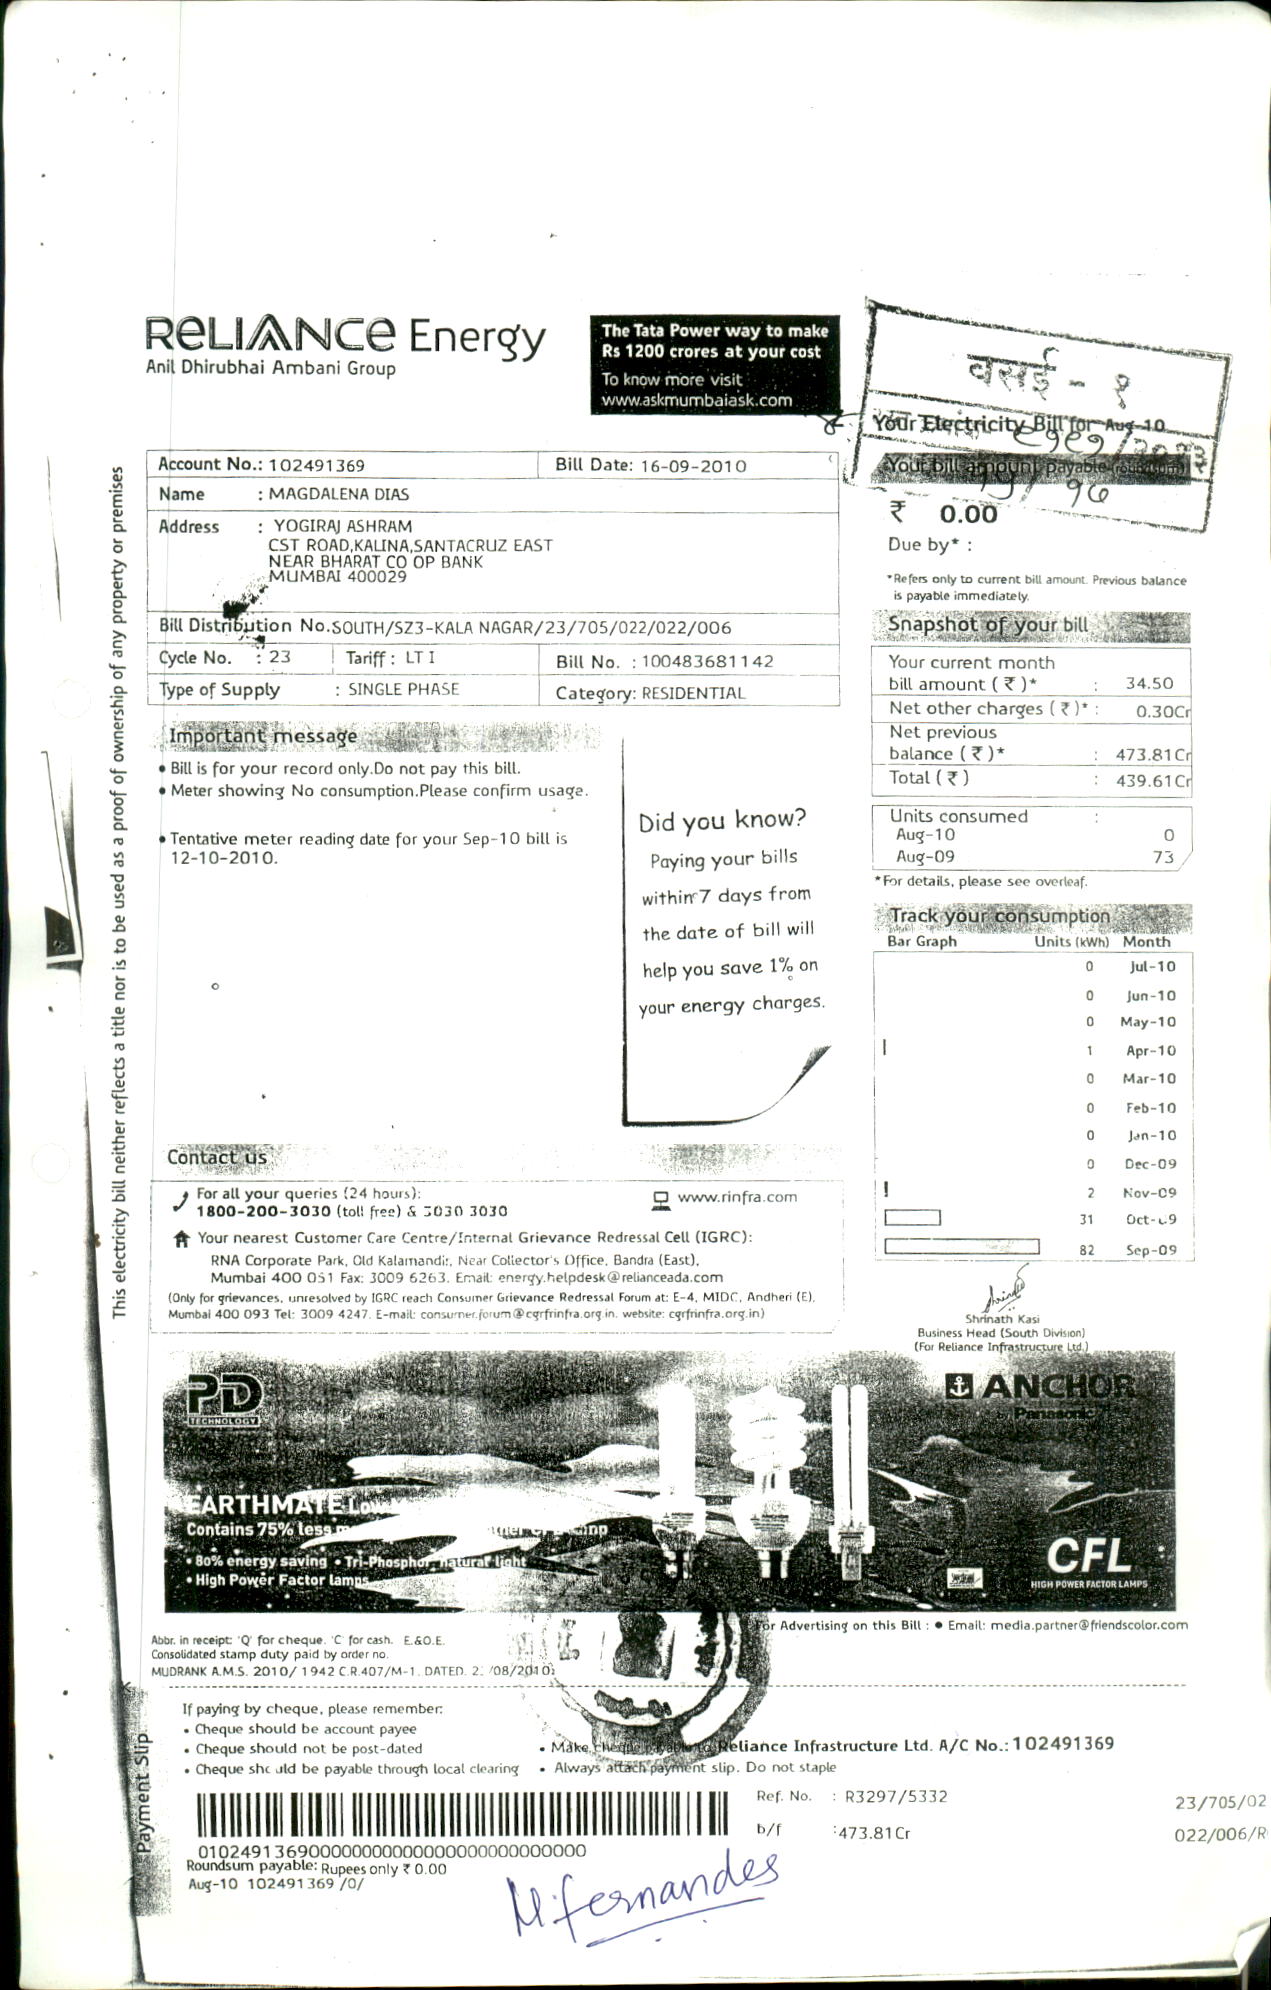 RELIANCE Energy
Anil Dhirubhai Ambani Group
The Tata Power way to make
Rs 1200 crores at your cost
To know more visit
www.askmumbaiask.com
वसई - १
Your Electricity Bill for Aug-10
Your bill amount payable (roundsum)
₹ 0.00
Due by* :
*Refers only to current bill amount. Previous balance
is payable immediately.
Account No.: 102491369 Bill Date: 16-09-2010
Name : MAGDALENA DIAS
Address : YOGIRAJ ASHRAM
CST ROAD,KALINA,SANTACRUZ EAST
NEAR BHARAT CO OP BANK
MUMBAI 400029
Bill Distribution No.SOUTH/SZ3-KALA NAGAR/23/705/022/022/006
Cycle No. : 23 Tariff : LT I Bill No. : 100483681142
Type of Supply : SINGLE PHASE Category: RESIDENTIAL
Snapshot of your bill
Your current month
bill amount ( ₹ )* : 34.50
Net other charges ( ₹ )* : 0.30Cr
Net previous
balance ( ₹ )* : 473.81Cr
Total ( ₹ ) : 439.61Cr
Units consumed :
Aug-10 0
Aug-09 73
*For details, please see overleaf.
Important message
• Bill is for your record only.Do not pay this bill.
• Meter showing No consumption.Please confirm usage.
• Tentative meter reading date for your Sep-10 bill is
12-10-2010.
Did you know?
Paying your bills
within 7 days from
the date of bill will
help you save 1% on
your energy charges.
Track your consumption
Bar Graph Units (kWh) Month
0 Jul-10
0 Jun-10
0 May-10
1 Apr-10
0 Mar-10
0 Feb-10
0 Jan-10
0 Dec-09
2 Nov-09
31 Oct-09
82 Sep-09
Shrinath Kasi
Business Head (South Division)
(For Reliance Infrastructure Ltd.)
This electricity bill neither reflects a title nor is to be used as a proof of ownership of any property or premises
Contact us
For all your queries (24 hours):
1800-200-3030 (toll free) & 3030 3030
www.rinfra.com
Your nearest Customer Care Centre/Internal Grievance Redressal Cell (IGRC):
RNA Corporate Park, Old Kalamandir, Near Collector's Office, Bandra (East),
Mumbai 400 051 Fax: 3009 6263. Email: energy.helpdesk@relianceada.com
(Only for grievances, unresolved by IGRC reach Consumer Grievance Redressal Forum at: E-4, MIDC, Andheri (E),
Mumbai 400 093 Tel: 3009 4247. E-mail: consumer.forum@cgrfrinfra.org.in. website: cgrfrinfra.org.in)
PD
TECHNOLOGY
ANCHOR
Panasonic
EARTHMATE
Contains 75% less
• 80% energy saving • Tri-Phosphor natural light
• High Power Factor lamps
CFL
HIGH POWER FACTOR LAMPS
For Advertising on this Bill : • Email: media.partner@friendscolor.com
Abbr. in receipt: 'Q' for cheque. 'C' for cash. E.&O.E.
Consolidated stamp duty paid by order no.
MUDRANK A.M.S. 2010/ 1942 C.R.407/M-1, DATED. /08/2010
Payment Slip
If paying by cheque, please remember:
• Cheque should be account payee
• Cheque should not be post-dated
• Cheque should be payable through local clearing
• Make cheque payable to Reliance Infrastructure Ltd. A/C No.: 102491369
• Always attach payment slip. Do not staple
Ref. No. : R3297/5332
b/f :473.81Cr
23/705/02
022/006/R
Roundsum payable: Rupees only ₹ 0.00
Aug-10 102491369 /0/
M.fernandes